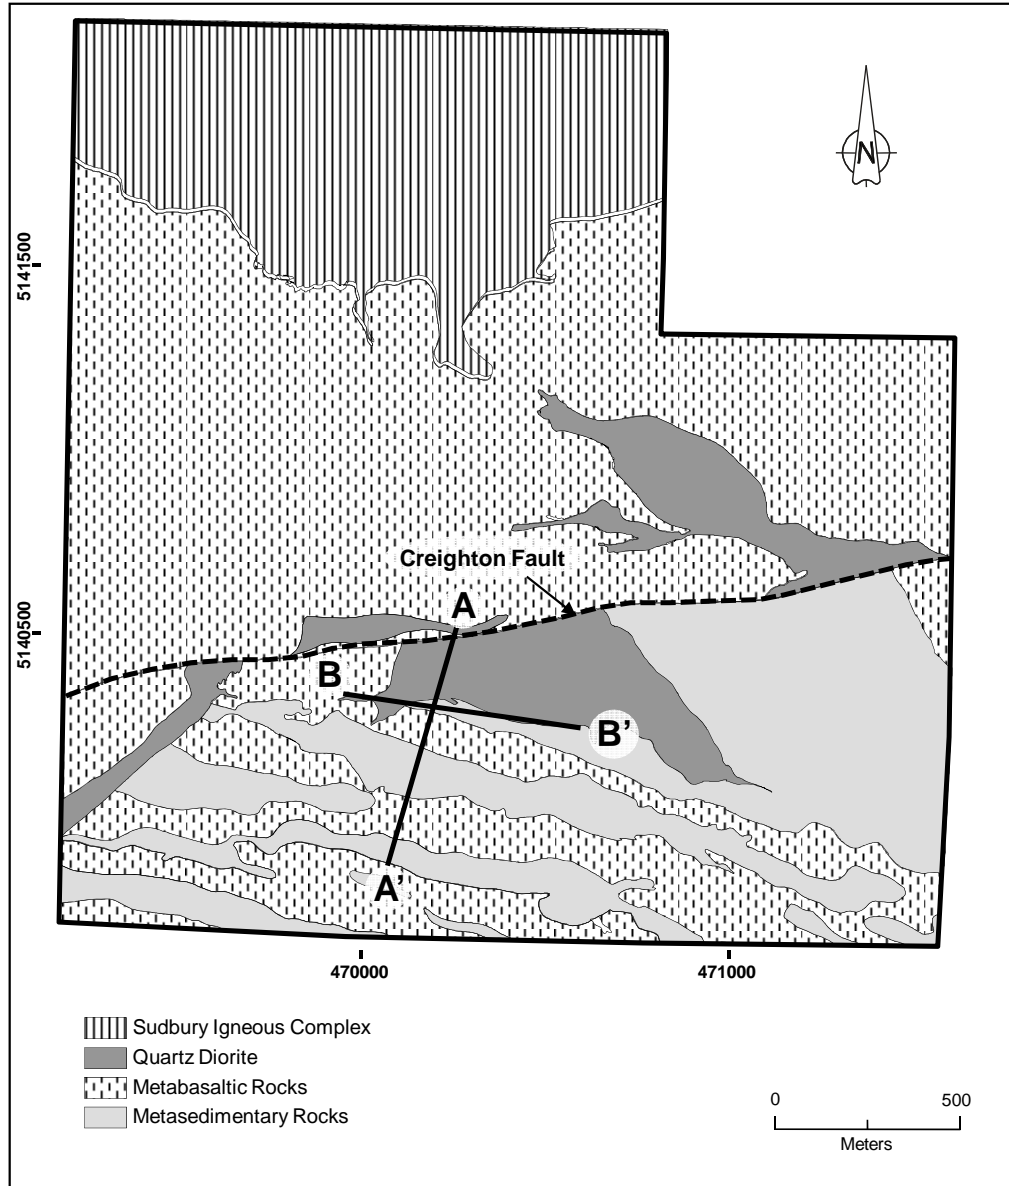 N
5141500
Creighton Fault
A
5140500
B
B'
A'
470000
471000
Sudbury Igneous Complex
Quartz Diorite
Metabasaltic Rocks
Metasedimentary Rocks
0 500
Meters